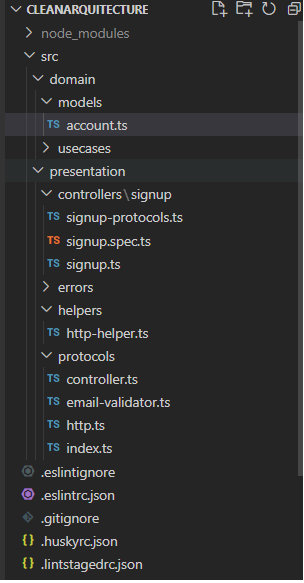 CLEANARQUITECTURE
node_modules
src
domain
models
TS account.ts
usecases
presentation
controllers\signup
TS signup-protocols.ts
TS signup.spec.ts
TS signup.ts
errors
helpers
TS http-helper.ts
protocols
TS controller.ts
TS email-validator.ts
TS http.ts
TS index.ts
.eslintignore
.eslintrc.json
.gitignore
{} .huskyrc.json
{} .lintstagedrc.json